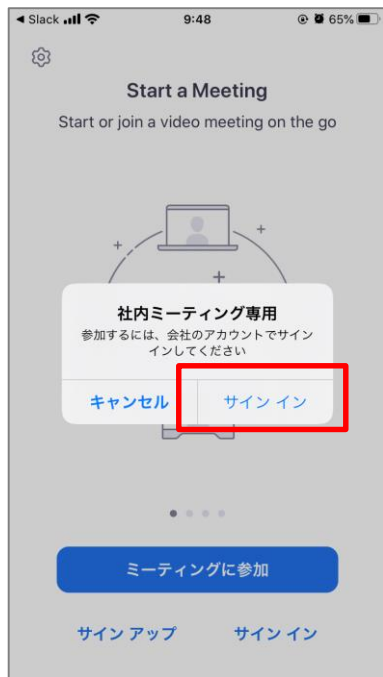 ◀ Slack 9:48 65%
Start a Meeting
Start or join a video meeting on the go
社内ミーティング専用
参加するには、会社のアカウントでサイン
インしてください
キャンセル サイン イン
ミーティングに参加
サイン アップ サイン イン